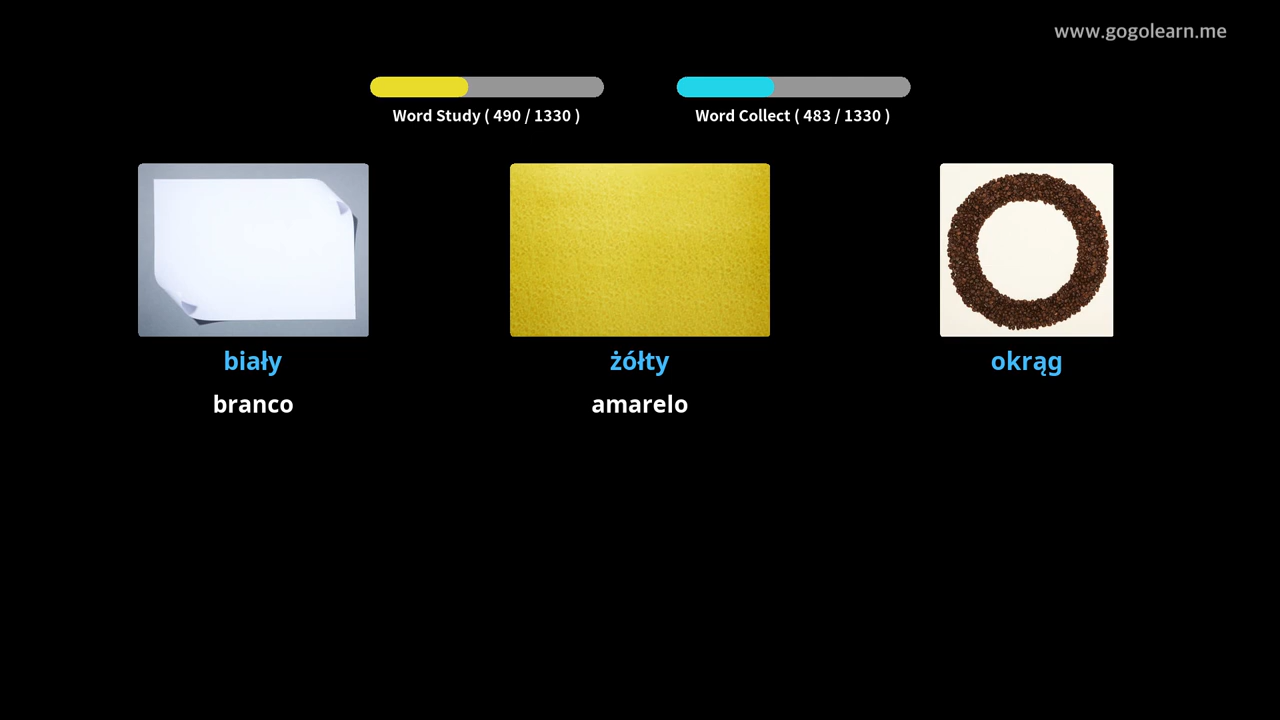 www.gogolearn.me
Word Study ( 490 / 1330 )
Word Collect ( 483 / 1330 )
biały
żółty
okrąg
branco
amarelo